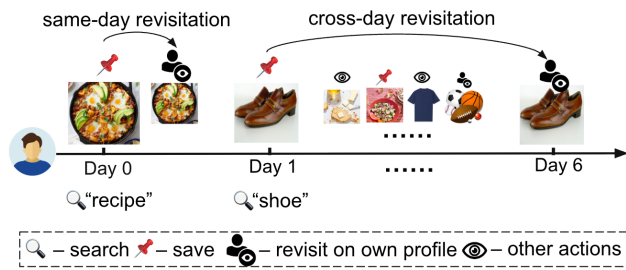 same-day revisitation
cross-day revisitation
......
Day 0
Day 1
......
Day 6
"recipe"
"shoe"
– search – save – revisit on own profile – other actions